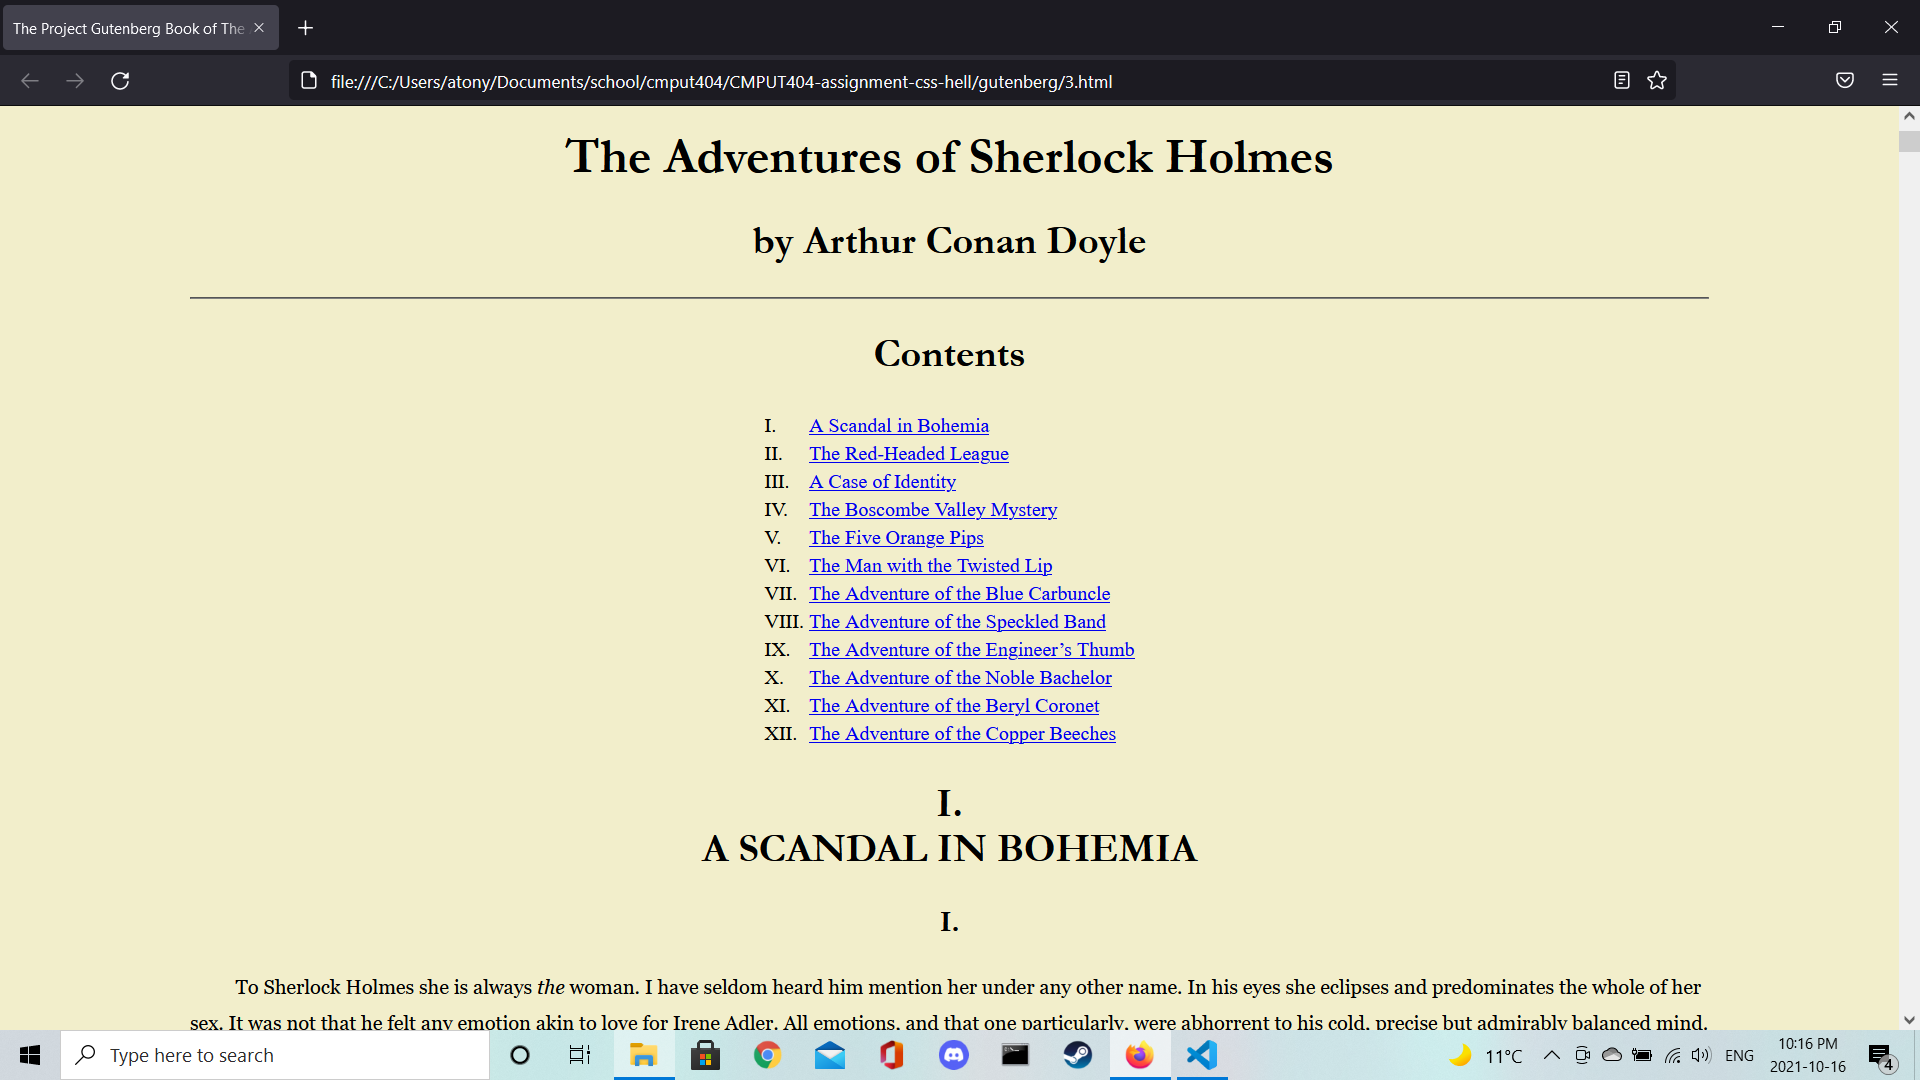 The Project Gutenberg Book of The
file:///C:/Users/atony/Documents/school/cmput404/CMPUT404-assignment-css-hell/gutenberg/3.html
The Adventures of Sherlock Holmes
by Arthur Conan Doyle
Contents
I. A Scandal in Bohemia
II. The Red-Headed League
III. A Case of Identity
IV. The Boscombe Valley Mystery
V. The Five Orange Pips
VI. The Man with the Twisted Lip
VII. The Adventure of the Blue Carbuncle
VIII. The Adventure of the Speckled Band
IX. The Adventure of the Engineer’s Thumb
X. The Adventure of the Noble Bachelor
XI. The Adventure of the Beryl Coronet
XII. The Adventure of the Copper Beeches
I.
A SCANDAL IN BOHEMIA
I.
To Sherlock Holmes she is always the woman. I have seldom heard him mention her under any other name. In his eyes she eclipses and predominates the whole of her
sex. It was not that he felt any emotion akin to love for Irene Adler. All emotions, and that one particularly, were abhorrent to his cold, precise but admirably balanced mind.
Type here to search
11°C
ENG
10:16 PM
2021-10-16
4